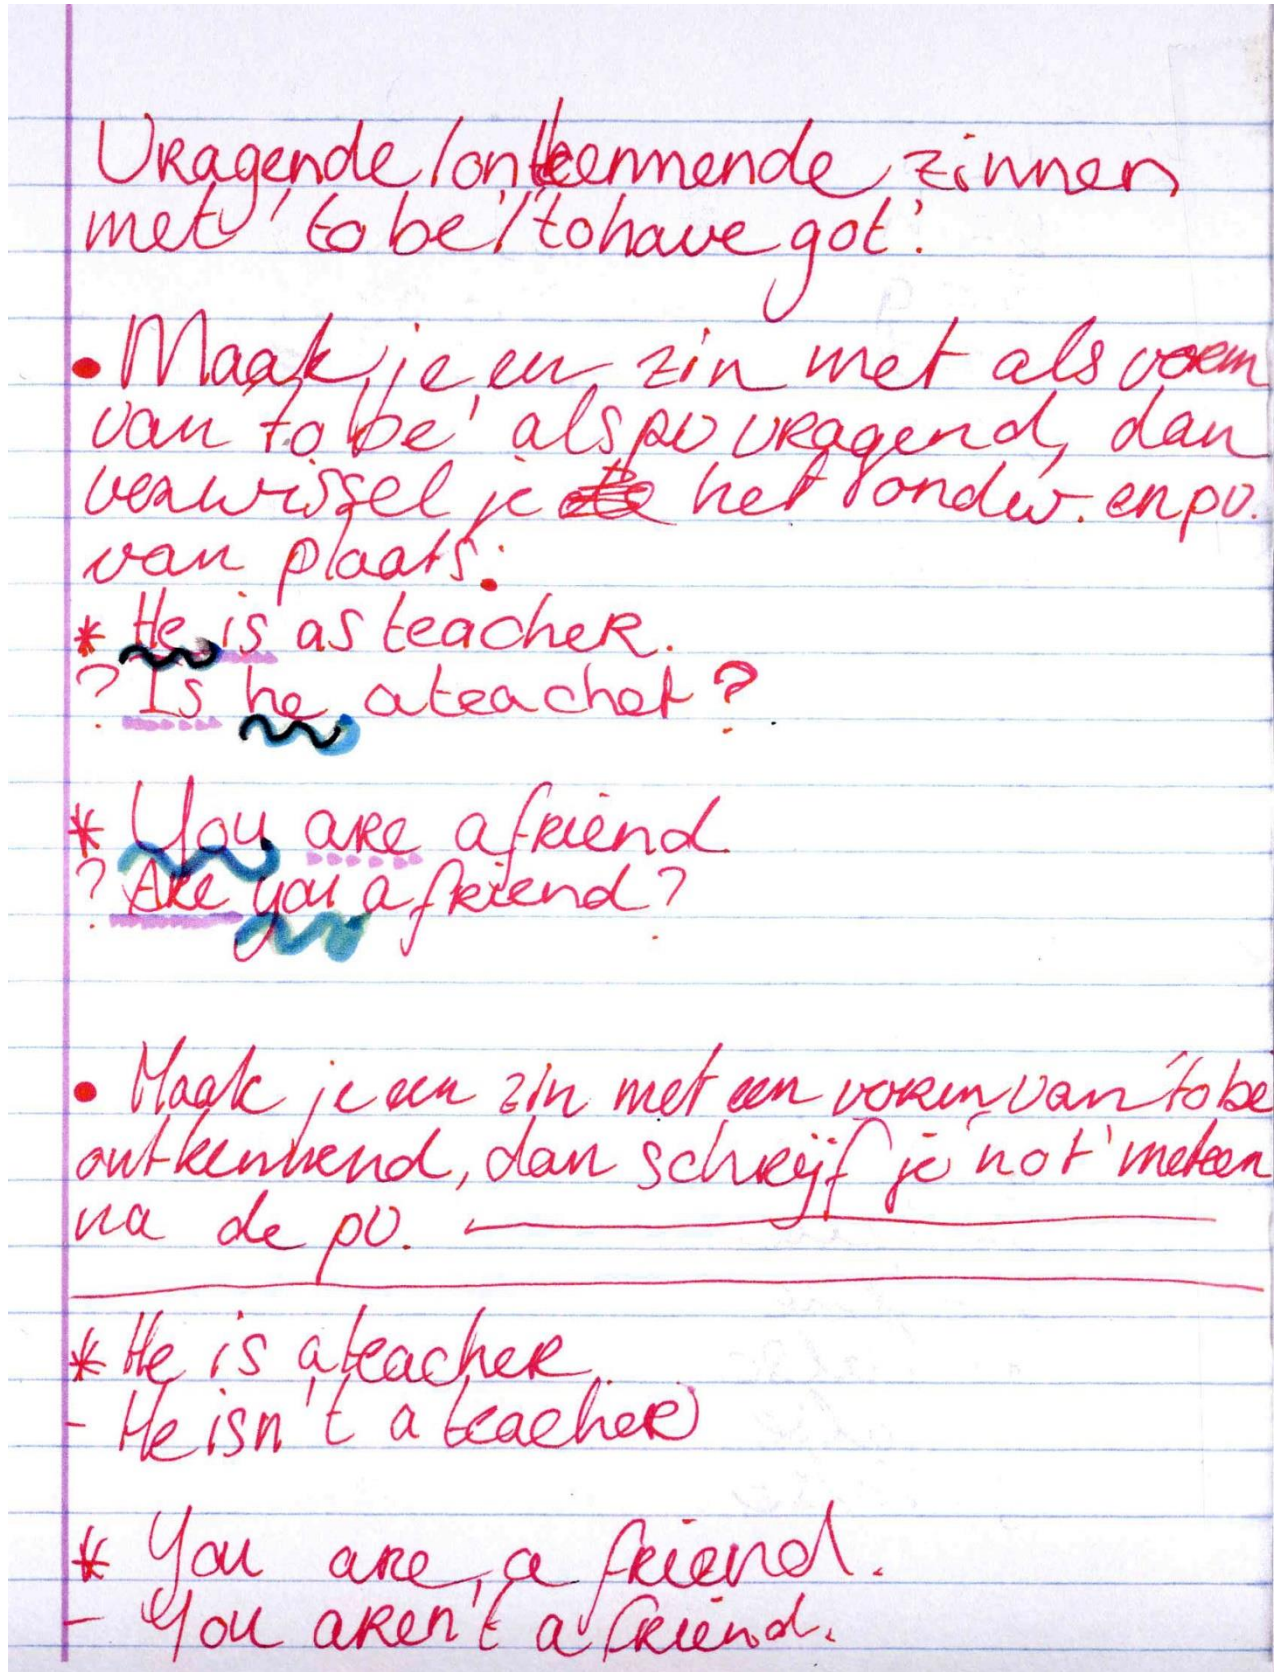 Vragende/ontkennende zinnen
met 'to be'/'to have got'.
• Maak je een zin met als vorm
van to be' als pv vragend, dan
verwissel je het onderw. en pv.
van plaats.
* He is as teacher.
? Is he a teacher?
* You are a friend
? Are you a friend?
• Maak je een zin met een vorm van 'to be
ontkennend, dan schrijf je 'not' meteen
na de pv.
* He is a teacher.
- He isn't a teacher
* You are a friend.
- You aren't a friend.